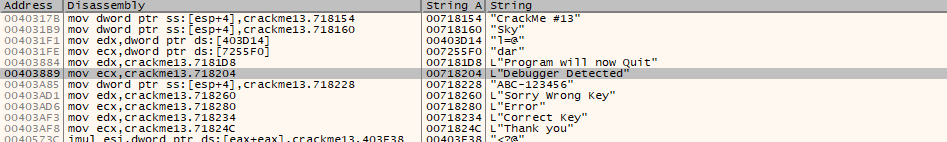 Address Disassembly String A String
0040317B mov dword ptr ss:[esp+4],crackme13.718154 00718154 "CrackMe #13"
004031B9 mov dword ptr ss:[esp+4],crackme13.718160 00718160 "Sky"
004031F1 mov edx,dword ptr ds:[403D14] 00403D14 "l=@"
004031FE mov ecx,dword ptr ds:[7255F0] 007255F0 "dar"
00403884 mov edx,crackme13.7181D8 007181D8 L"Program will now Quit"
00403889 mov ecx,crackme13.718204 00718204 L"Debugger Detected"
00403A85 mov dword ptr ss:[esp+4],crackme13.718228 00718228 "ABC-123456"
00403AD1 mov edx,crackme13.718260 00718260 L"Sorry Wrong Key"
00403AD6 mov ecx,crackme13.718280 00718280 L"Error"
00403AF3 mov edx,crackme13.718234 00718234 L"Correct Key"
00403AF8 mov ecx,crackme13.71824C 0071824C L"Thank you"
0040573C imul esi,dword ptr ds:[eax+eax],crackme13.403F38 00403F38 "<?@"